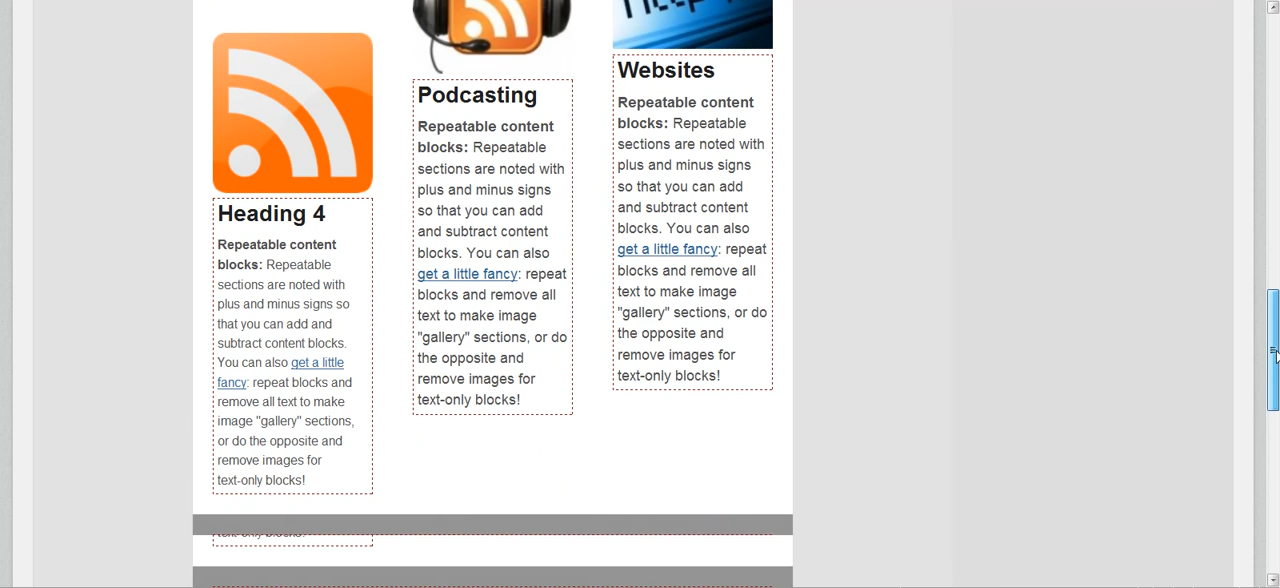 Heading 4
Repeatable content
blocks: Repeatable
sections are noted with
plus and minus signs so
that you can add and
subtract content blocks.
You can also get a little
fancy: repeat blocks and
remove all text to make
image "gallery" sections,
or do the opposite and
remove images for
text-only blocks!
Podcasting
Repeatable content
blocks: Repeatable
sections are noted with
plus and minus signs
so that you can add
and subtract content
blocks. You can also
get a little fancy: repeat
blocks and remove all
text to make image
"gallery" sections, or do
the opposite and
remove images for
text-only blocks!
Websites
Repeatable content
blocks: Repeatable
sections are noted with
plus and minus signs
so that you can add
and subtract content
blocks. You can also
get a little fancy: repeat
blocks and remove all
text to make image
"gallery" sections, or do
the opposite and
remove images for
text-only blocks!